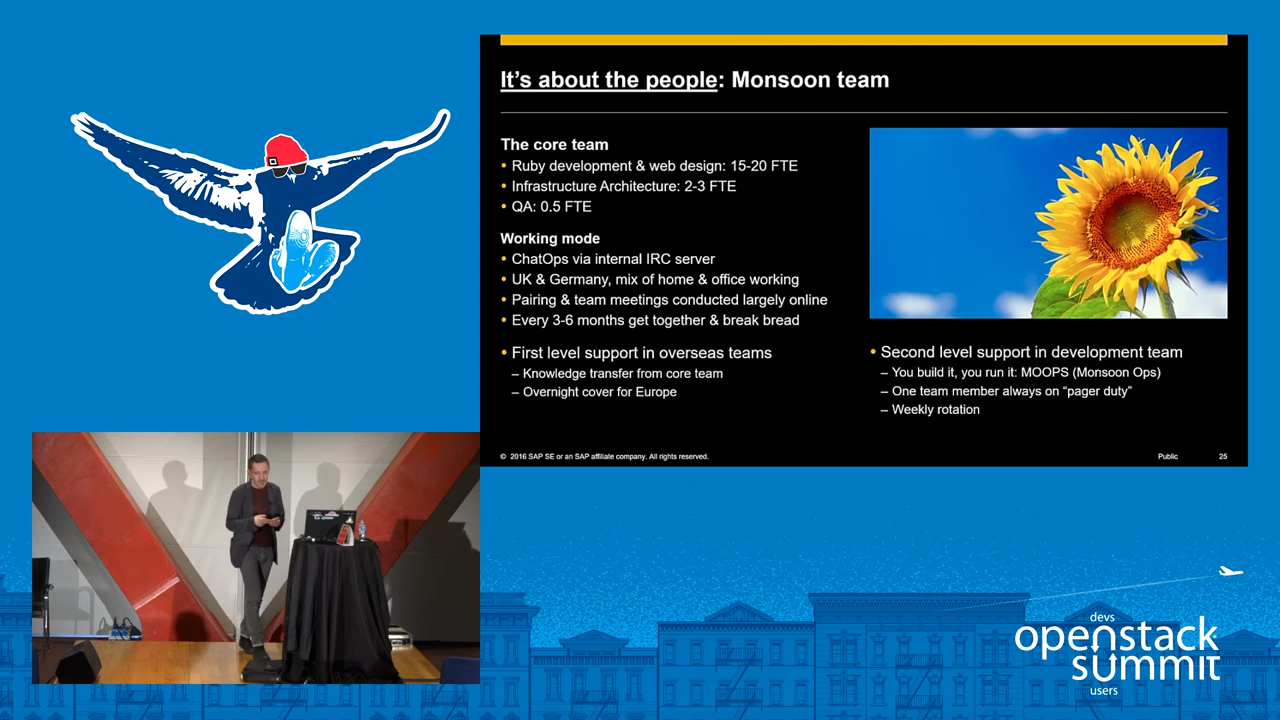 It's about the people: Monsoon team
The core team
• Ruby development & web design: 15-20 FTE
• Infrastructure Architecture: 2-3 FTE
• QA: 0.5 FTE
Working mode
• ChatOps via internal IRC server
• UK & Germany, mix of home & office working
• Pairing & team meetings conducted largely online
• Every 3-6 months get together & break bread
• First level support in overseas teams
– Knowledge transfer from core team
– Overnight cover for Europe
• Second level support in development team
– You build it, you run it: MOOPS (Monsoon Ops)
– One team member always on “pager duty”
– Weekly rotation
© 2016 SAP SE or an SAP affiliate company. All rights reserved.
Public
25
devs
openstack
summit
users